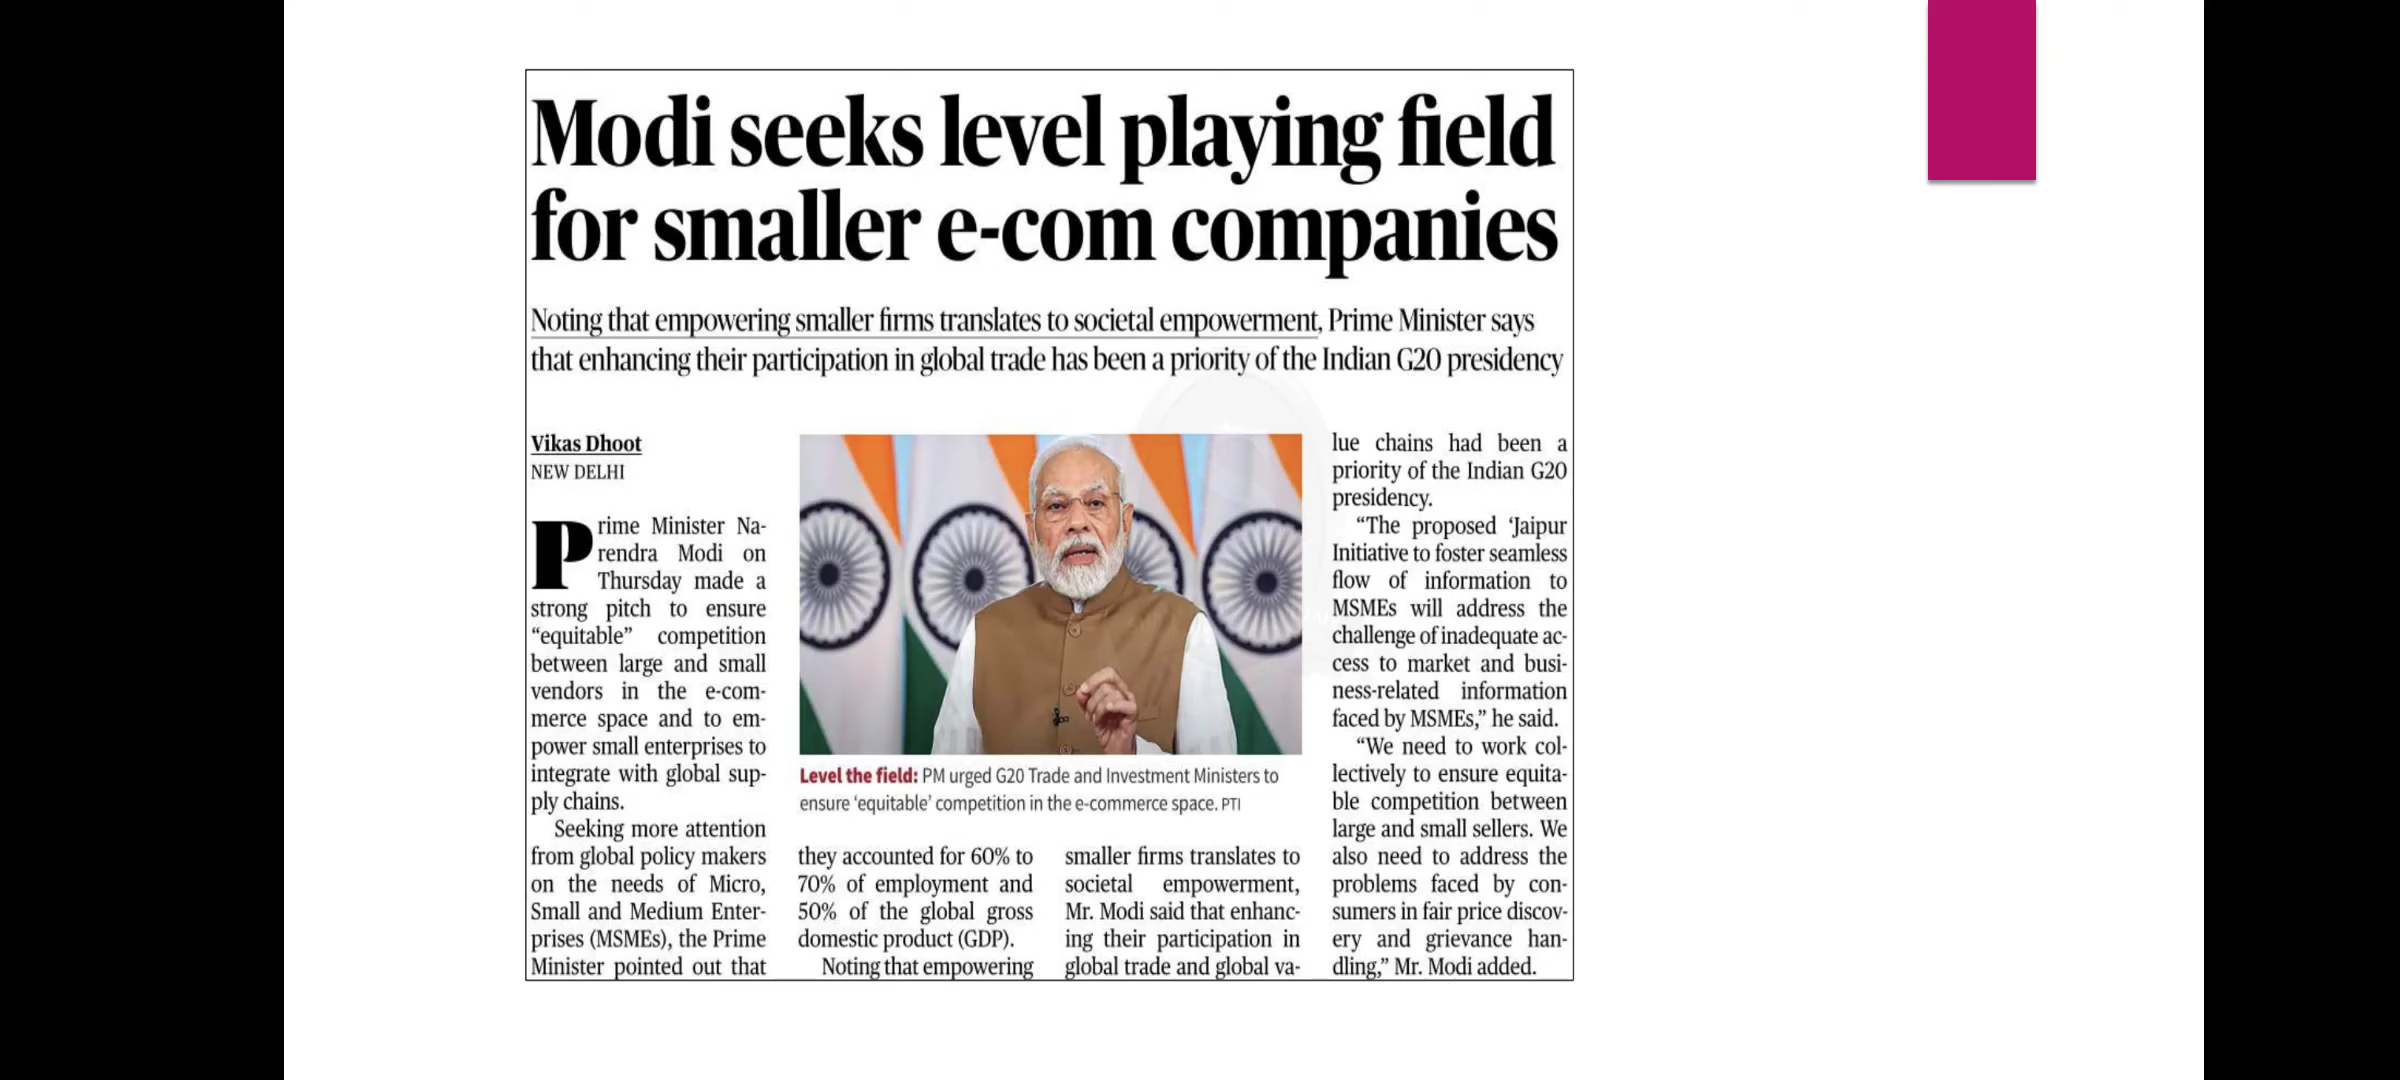 Modi seeks level playing field
for smaller e-com companies
Noting that empowering smaller firms translates to societal empowerment, Prime Minister says
that enhancing their participation in global trade has been a priority of the Indian G20 presidency
Vikas Dhoot
NEW DELHI
Prime Minister Na-
rendra Modi on
Thursday made a
strong pitch to ensure
“equitable” competition
between large and small
vendors in the e-com-
merce space and to em-
power small enterprises to
integrate with global sup-
ply chains.
Seeking more attention
from global policy makers
on the needs of Micro,
Small and Medium Enter-
prises (MSMEs), the Prime
Minister pointed out that
Level the field: PM urged G20 Trade and Investment Ministers to
ensure ‘equitable’ competition in the e-commerce space. PTI
they accounted for 60% to
70% of employment and
50% of the global gross
domestic product (GDP).
Noting that empowering
smaller firms translates to
societal empowerment,
Mr. Modi said that enhanc-
ing their participation in
global trade and global va-
lue chains had been a
priority of the Indian G20
presidency.
“The proposed ‘Jaipur
Initiative to foster seamless
flow of information to
MSMEs will address the
challenge of inadequate ac-
cess to market and busi-
ness-related information
faced by MSMEs,” he said.
“We need to work col-
lectively to ensure equita-
ble competition between
large and small sellers. We
also need to address the
problems faced by con-
sumers in fair price discov-
ery and grievance han-
dling,” Mr. Modi added.